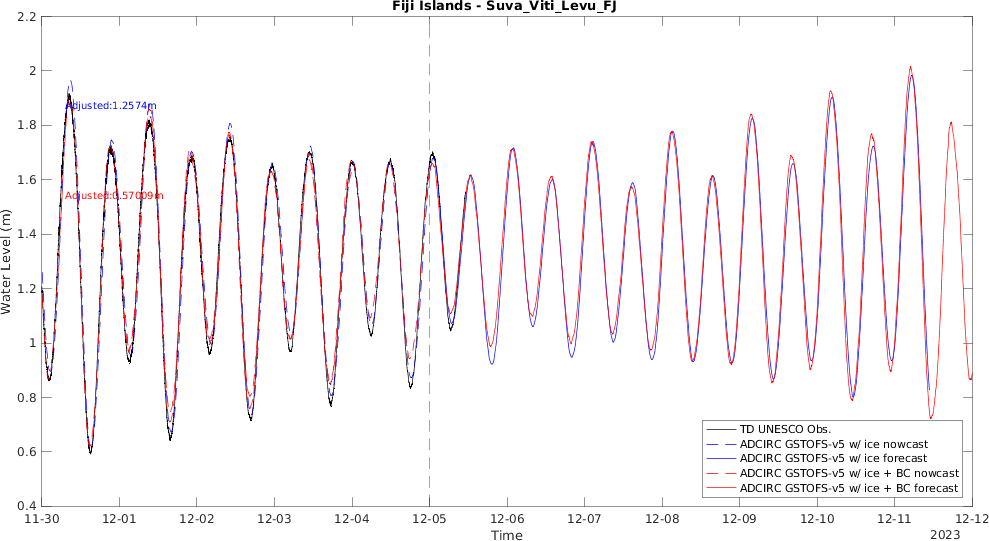 Fiji Islands - Suva_Viti_Levu_FJ
2.2
2
1.8
1.6
1.4
1.2
1
0.8
0.6
0.4
Water Level (m)
Adjusted:1.2574m
Adjusted:0.57009m
TD UNESCO Obs.
ADCIRC GSTOFS-v5 w/ ice nowcast
ADCIRC GSTOFS-v5 w/ ice forecast
ADCIRC GSTOFS-v5 w/ ice + BC nowcast
ADCIRC GSTOFS-v5 w/ ice + BC forecast
11-30 12-01 12-02 12-03 12-04 12-05 12-06 12-07 12-08 12-09 12-10 12-11 12-12
Time
2023